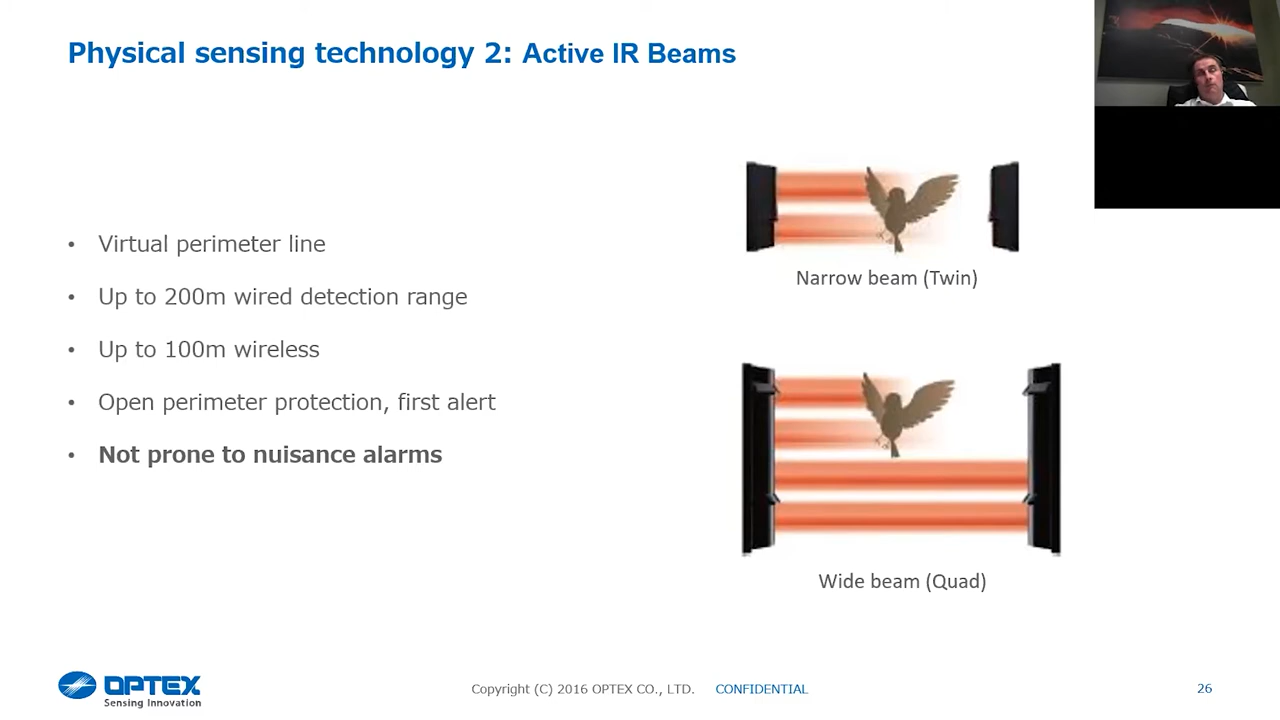 Physical sensing technology 2: Active IR Beams
• Virtual perimeter line
• Up to 200m wired detection range
• Up to 100m wireless
• Open perimeter protection, first alert
• Not prone to nuisance alarms
Narrow beam (Twin)
Wide beam (Quad)
OPTEX
Sensing Innovation
Copyright (C) 2016 OPTEX CO., LTD. CONFIDENTIAL
26